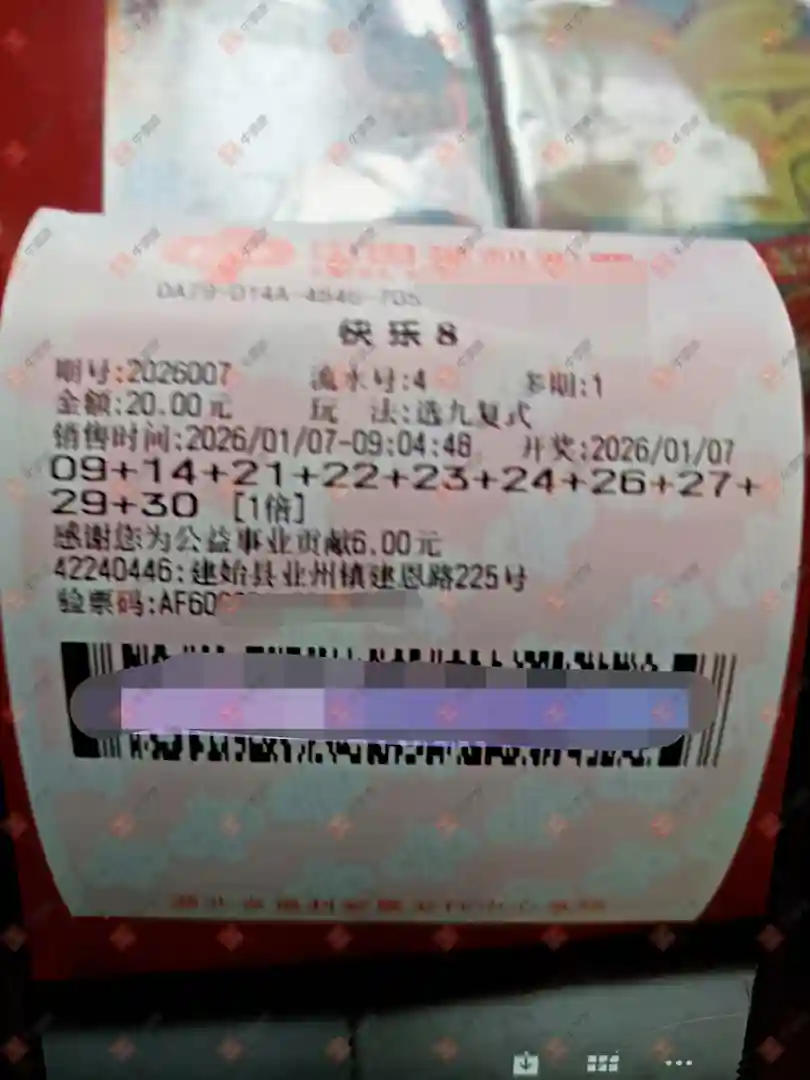 快乐8
期号:2026007 流水号:4 多期:1
金额:20.00元 玩 法:选九复式
销售时间:2026/01/07-09:04:48 开奖:2026/01/07
09+14+21+22+23+24+26+27+
29+30 [1倍]
感谢您为公益事业贡献6.00元
42240446:建始县业州镇建恩路225号
验票码:AF60